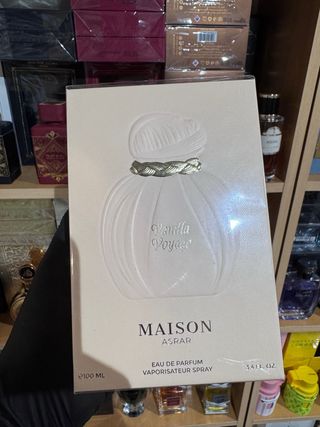 Vanilla
Voyage
MAISON
ASRAR
EAU DE PARFUM
VAPORISATEUR SPRAY
℮100 ML
3.4 FL. OZ.